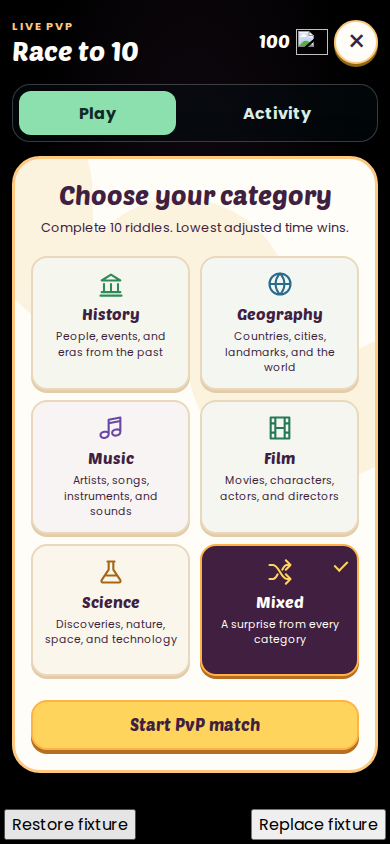 LIVE PVP
Race to 10
100
Play
Activity
Choose your category
Complete 10 riddles. Lowest adjusted time wins.
History
People, events, and
eras from the past
Geography
Countries, cities,
landmarks, and the
world
Music
Artists, songs,
instruments, and
sounds
Film
Movies, characters,
actors, and directors
Science
Discoveries, nature,
space, and technology
Mixed
A surprise from every
category
Start PvP match
Restore fixture
Replace fixture